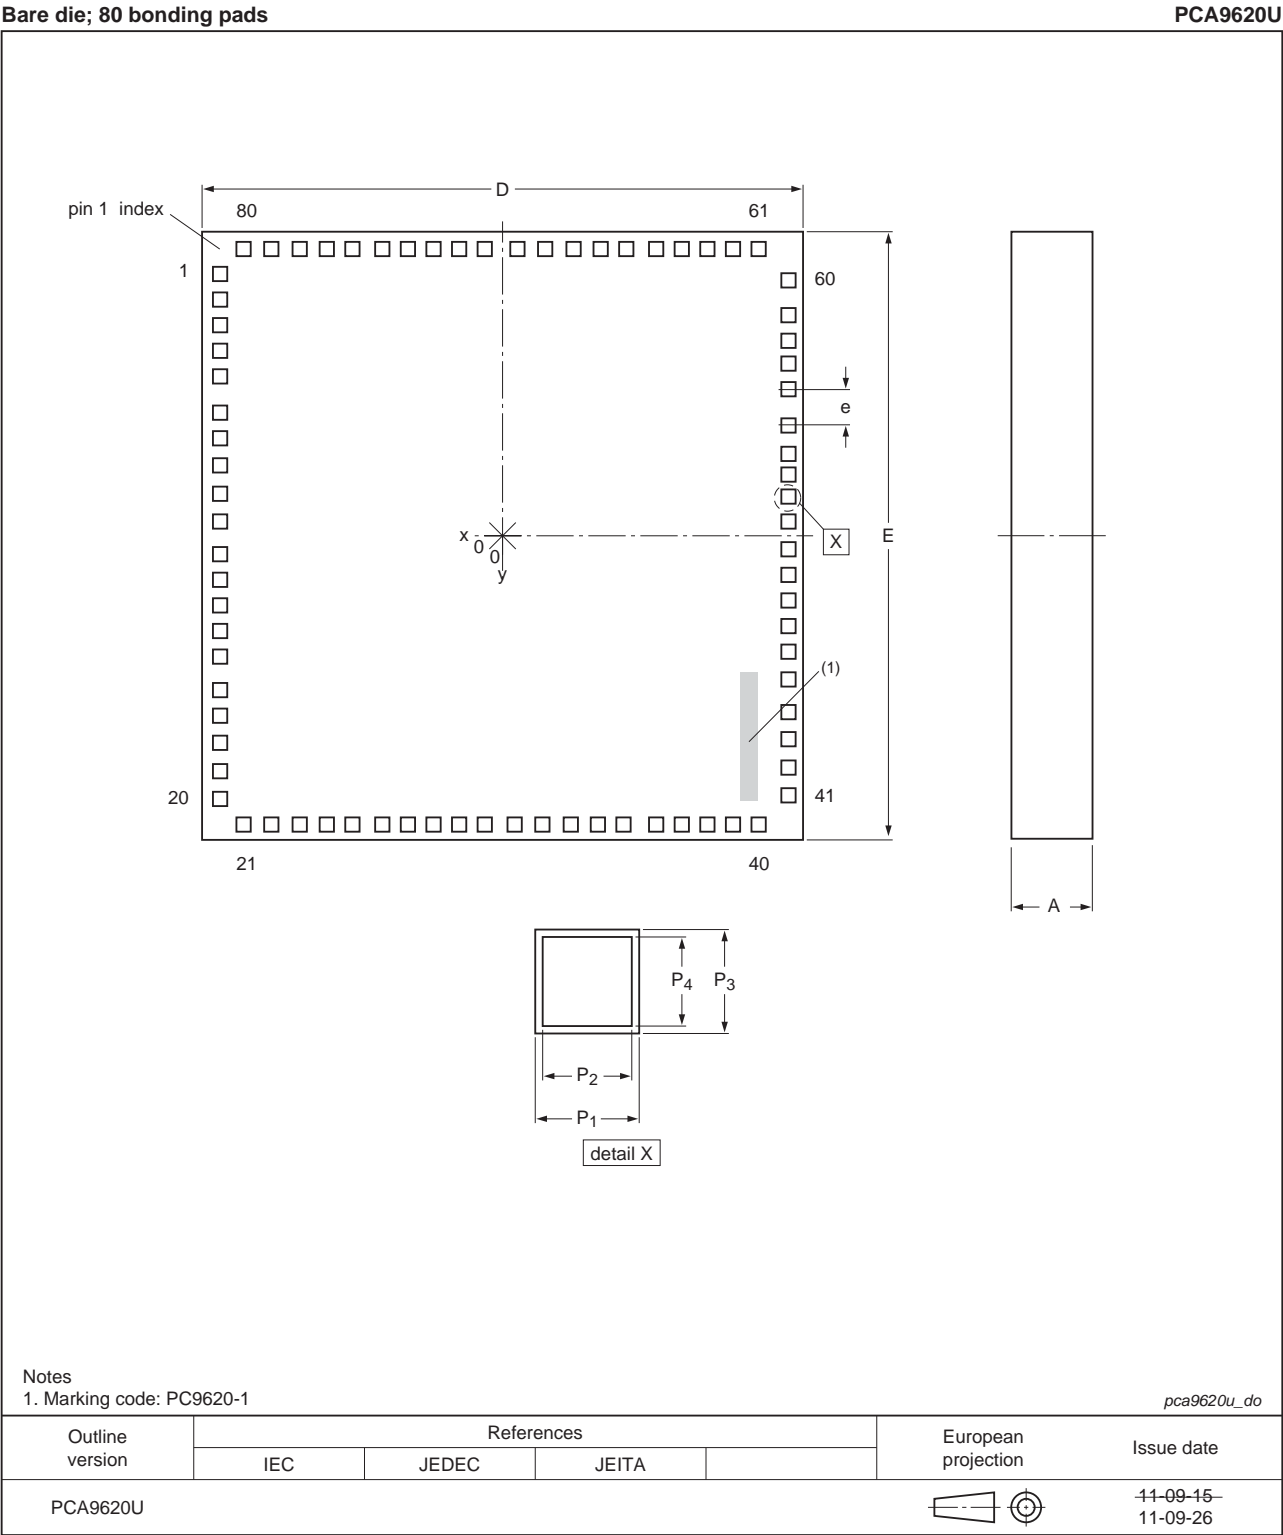 Bare die; 80 bonding pads PCA9620U
D
pin 1 index 80 61
1 60
e
x 0 0 X E
y
(1)
20 41
21 40
A
P4 P3
P2
P1
detail X
Notes
1. Marking code: PC9620-1 pca9620u_do
Outline version References European projection Issue date
IEC JEDEC JEITA
PCA9620U 11-09-15
11-09-26